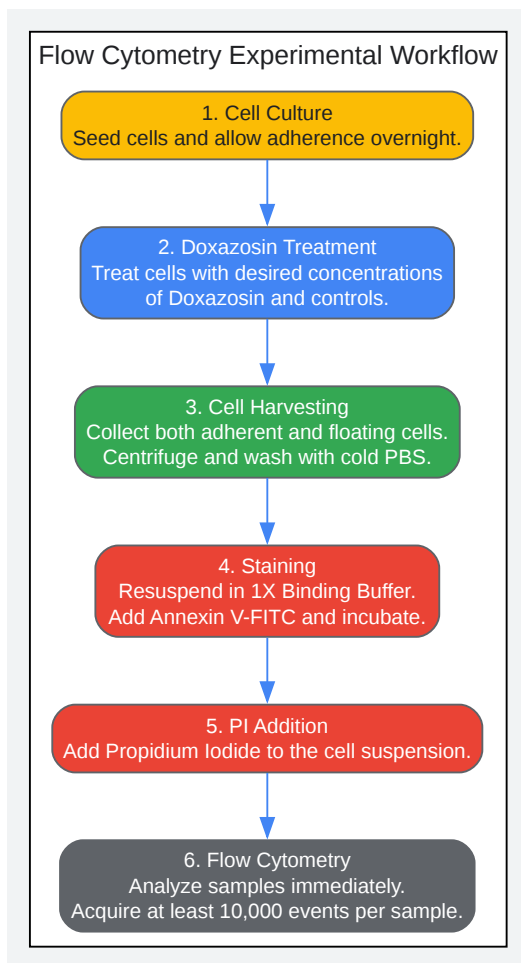 Flow Cytometry Experimental Workflow
1. Cell Culture
Seed cells and allow adherence overnight.
2. Doxazosin Treatment
Treat cells with desired concentrations
of Doxazosin and controls.
3. Cell Harvesting
Collect both adherent and floating cells.
Centrifuge and wash with cold PBS.
4. Staining
Resuspend in 1X Binding Buffer.
Add Annexin V-FITC and incubate.
5. PI Addition
Add Propidium Iodide to the cell suspension.
6. Flow Cytometry
Analyze samples immediately.
Acquire at least 10,000 events per sample.